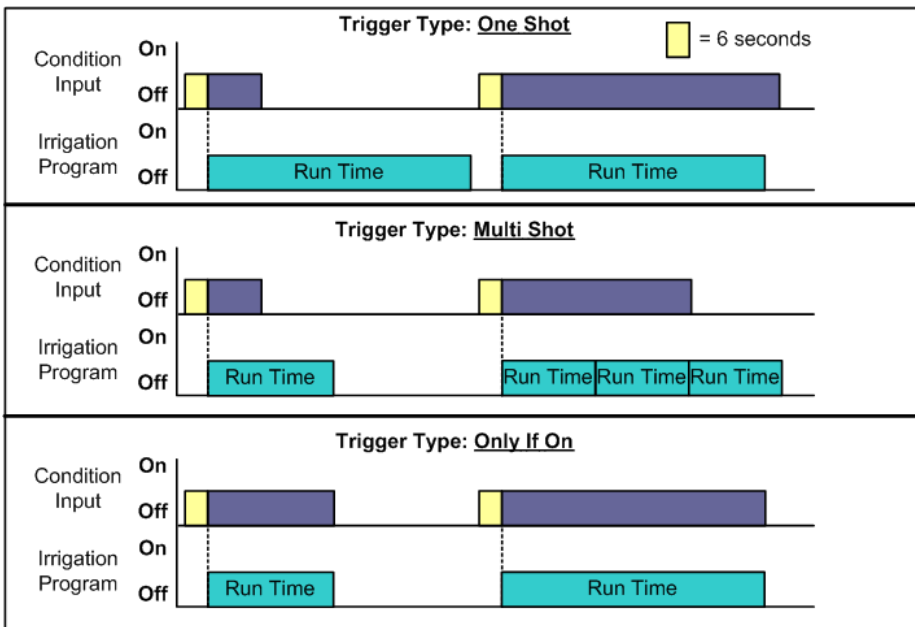 Trigger Type: One Shot
= 6 seconds
On
Condition
Input
Off
On
Irrigation
Program
Off
Run Time
Run Time
Trigger Type: Multi Shot
On
Condition
Input
Off
On
Irrigation
Program
Off
Run Time
Run Time
Run Time
Run Time
Trigger Type: Only If On
On
Condition
Input
Off
On
Irrigation
Program
Off
Run Time
Run Time